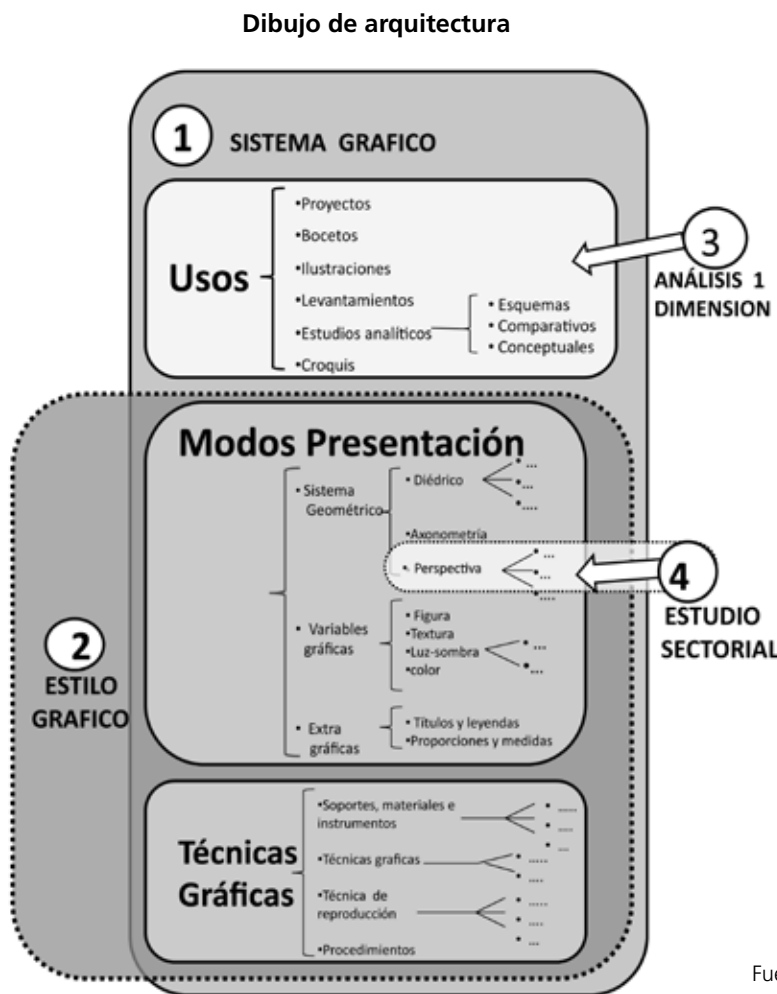 Dibujo de arquitectura
1
SISTEMA GRAFICO
Usos
•Proyectos
•Bocetos
•Ilustraciones
•Levantamientos
•Estudios analíticos
•Croquis
• Esquemas
• Comparativos
• Conceptuales
3
ANÁLISIS 1
DIMENSION
Modos Presentación
• Sistema
Geométrico
• Diédrico
• ...
• ...
• ....
•Axonometría
• Perspectiva
• ...
• ...
• ....
4
ESTUDIO
SECTORIAL
2
ESTILO
GRAFICO
• Variables
gráficas
• Figura
•Textura
•Luz-sombra
•color
• ...
• ...
• Extra
gráficas
• Títulos y leyendas
•Proporciones y medidas
Técnicas
Gráficas
•Soportes, materiales e
instrumentos
• .....
• ....
• ...
•Técnicas graficas
• .....
• ....
•Técnica de
reproducción
• .....
• ....
• ...
•Procedimientos
Fue